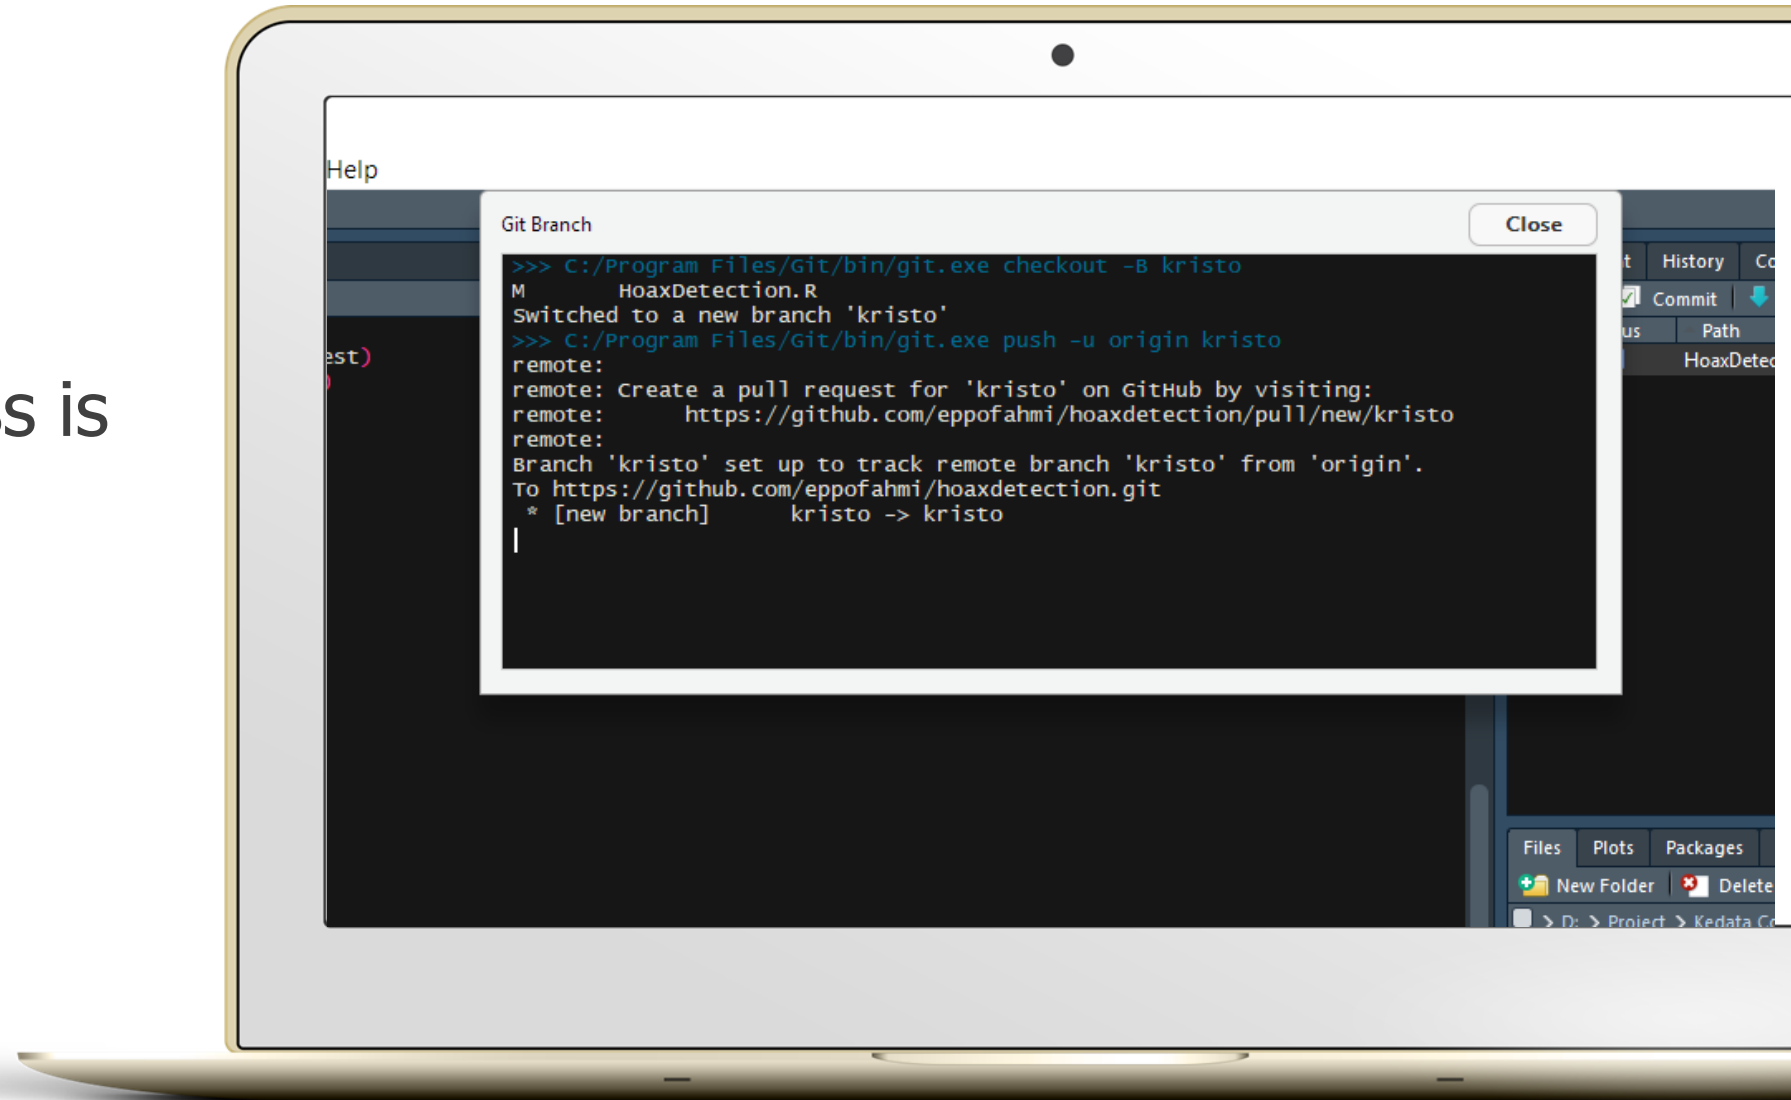 s is
Help
Git Branch
Close
>>> C:/Program Files/Git/bin/git.exe checkout -B kristo
M HoaxDetection.R
Switched to a new branch 'kristo'
>>> C:/Program Files/Git/bin/git.exe push -u origin kristo
remote:
remote: Create a pull request for 'kristo' on GitHub by visiting:
remote: https://github.com/eppofahmi/hoaxdetection/pull/new/kristo
remote:
Branch 'kristo' set up to track remote branch 'kristo' from 'origin'.
To https://github.com/eppofahmi/hoaxdetection.git
* [new branch] kristo -> kristo
est)
)
t History Co
Commit
us Path
HoaxDetec
Files Plots Packages
New Folder Delete
> D: > Project > Kedata Co